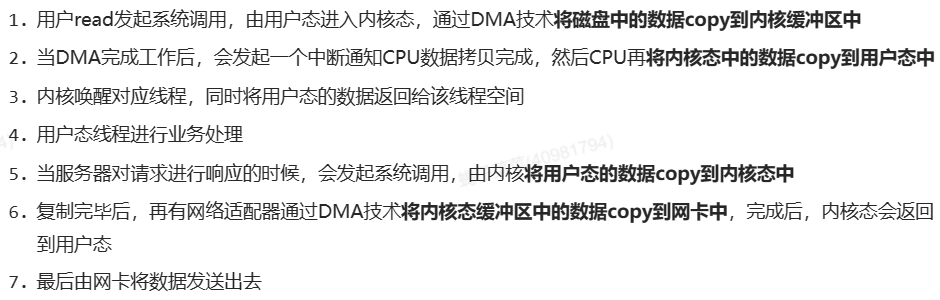 1. 用户read发起系统调用，由用户态进入内核态，通过DMA技术将磁盘中的数据copy到内核缓冲区中
2. 当DMA完成工作后，会发起一个中断通知CPU数据拷贝完成，然后CPU再将内核态中的数据copy到用户态中
3. 内核唤醒对应线程，同时将用户态的数据返回给该线程空间
4. 用户态线程进行业务处理
5. 当服务器对请求进行响应的时候，会发起系统调用，由内核将用户态的数据copy到内核态中
6. 复制完毕后，再有网络适配器通过DMA技术将内核态缓冲区中的数据copy到网卡中，完成后，内核态会返回
到用户态
7. 最后由网卡将数据发送出去
(40981794)